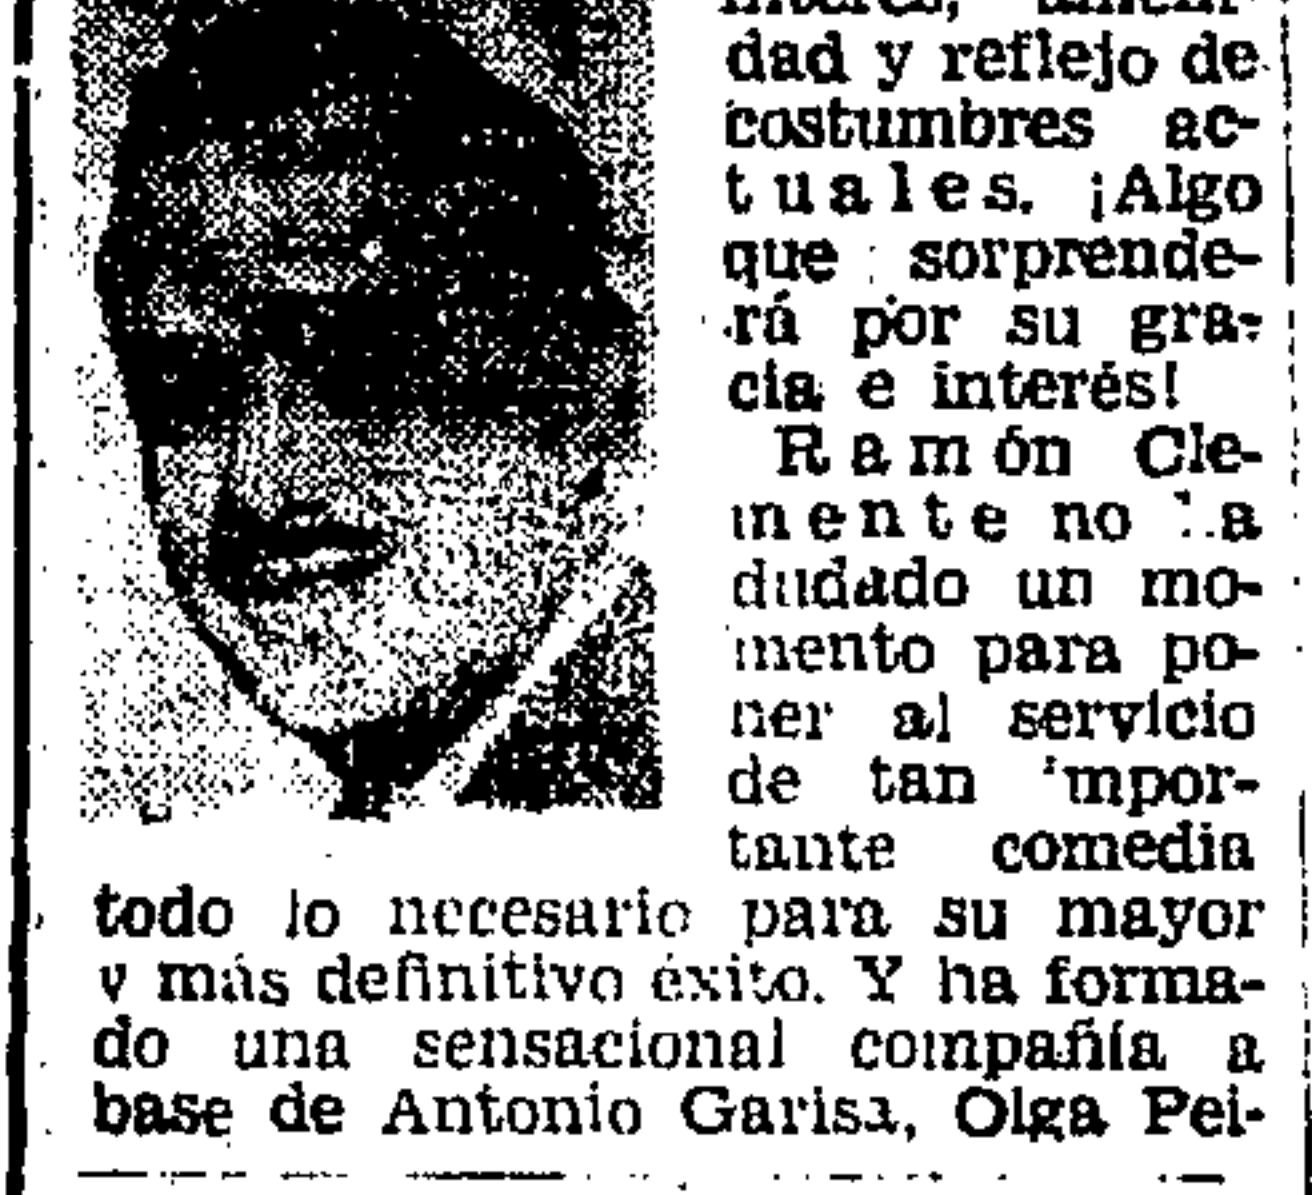 dad y reflejo de
costumbres ac-
tuales. ¡Algo
que sorprende-
rá por su gra-
cia e interés!
Ramón Cle-
mente no ha
dudado un mo-
mento para po-
ner al servicio
de tan impor-
tante comedia
todo lo necesario para su mayor
y más definitivo éxito. Y ha forma-
do una sensacional compañía a
base de Antonio Garisa, Olga Pei-